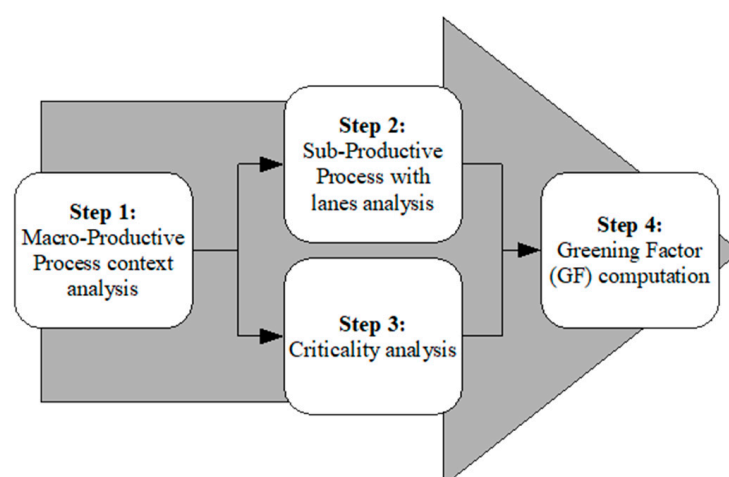 Step 1:
Macro-Productive
Process context
analysis
Step 2:
Sub-Productive
Process with
lanes analysis
Step 3:
Criticality analysis
Step 4:
Greening Factor
(GF) computation